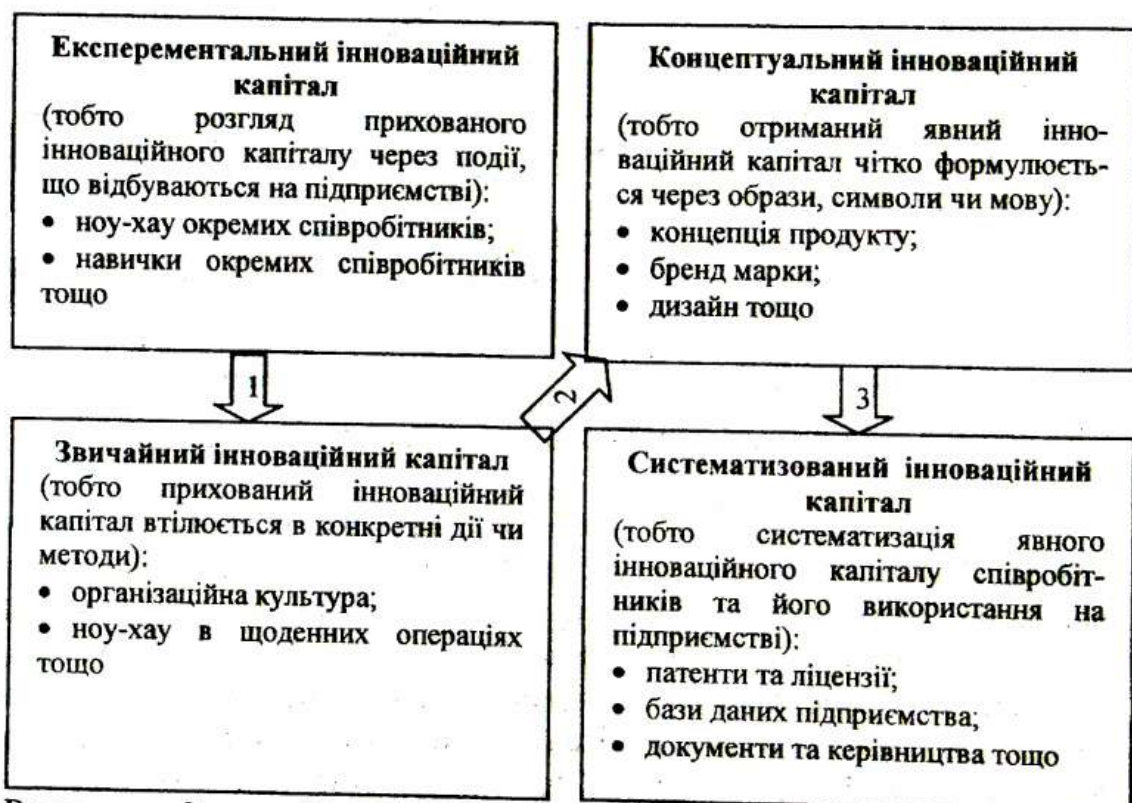 Експерементальний інноваційний
капітал
(тобто розгляд прихованого
інноваційного капіталу через події,
що відбуваються на підприємстві):
• ноу-хау окремих співробітників;
• навички окремих співробітників
тощо
1
Звичайний інноваційний капітал
(тобто прихований інноваційний
капітал втілюється в конкретні дії чи
методи):
• організаційна культура;
• ноу-хау в щоденних операціях
тощо
2
Концептуальний інноваційний
капітал
(тобто отриманий явний інно-
ваційний капітал чітко формулюєть-
ся через образи, символи чи мову):
• концепція продукту;
• бренд марки;
• дизайн тощо
3
Систематизований інноваційний
капітал
(тобто систематизація явного
інноваційного капіталу співробіт-
ників та його використання на
підприємстві):
• патенти та ліцензії;
• бази даних підприємства;
• документи та керівництва тощо